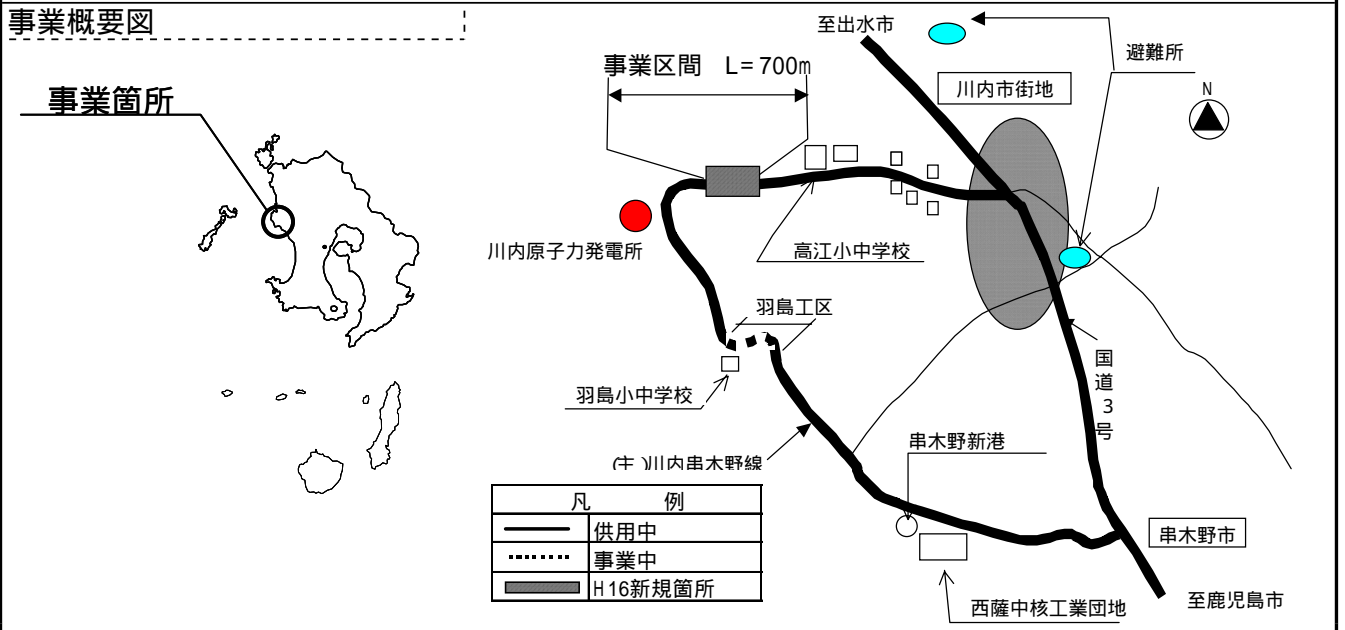 事業概要図
事業箇所
事業区間 L=700m
至出水市
避難所
川内市街地
N
川内原子力発電所
高江小中学校
羽島工区
羽島小中学校
国道3号
串木野新港
(主)川内串木野線
凡 例
供用中
事業中
H16新規箇所
串木野市
西薩中核工業団地
至鹿児島市